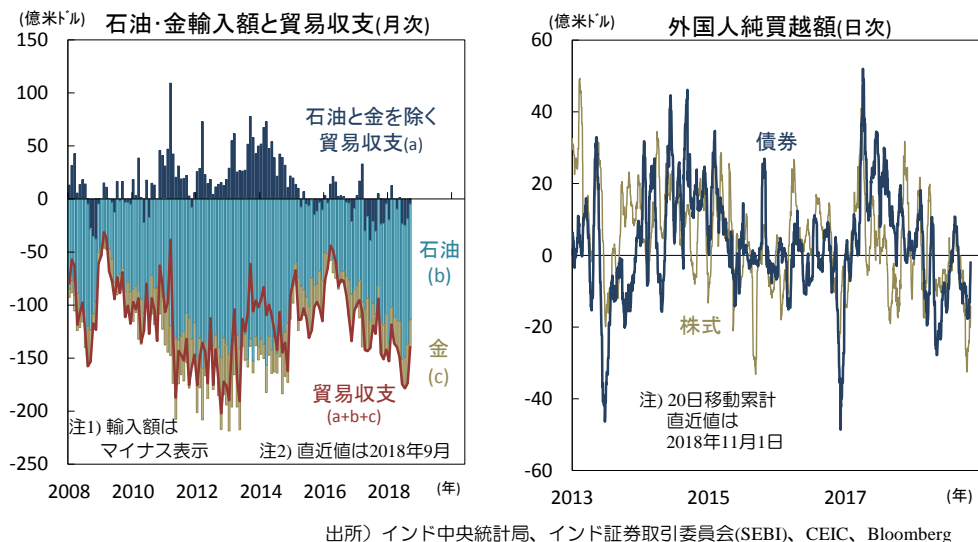 石油･金輸入額と貿易収支(月次)
(億米ﾄﾞﾙ)
150
100
50
0
-50
-100
-150
-200
-250
石油と金を除く
貿易収支(a)
石油
(b)
金
(c)
貿易収支
(a+b+c)
注1) 輸入額は
マイナス表示
注2) 直近値は2018年9月
2008 2010 2012 2014 2016 2018 (年)
外国人純買越額(日次)
(億米ﾄﾞﾙ)
60
40
20
0
-20
-40
-60
債券
株式
注) 20日移動累計
直近値は
2018年11月1日
2013 2015 2017 (年)
出所）インド中央統計局、インド証券取引委員会(SEBI)、CEIC、Bloomberg